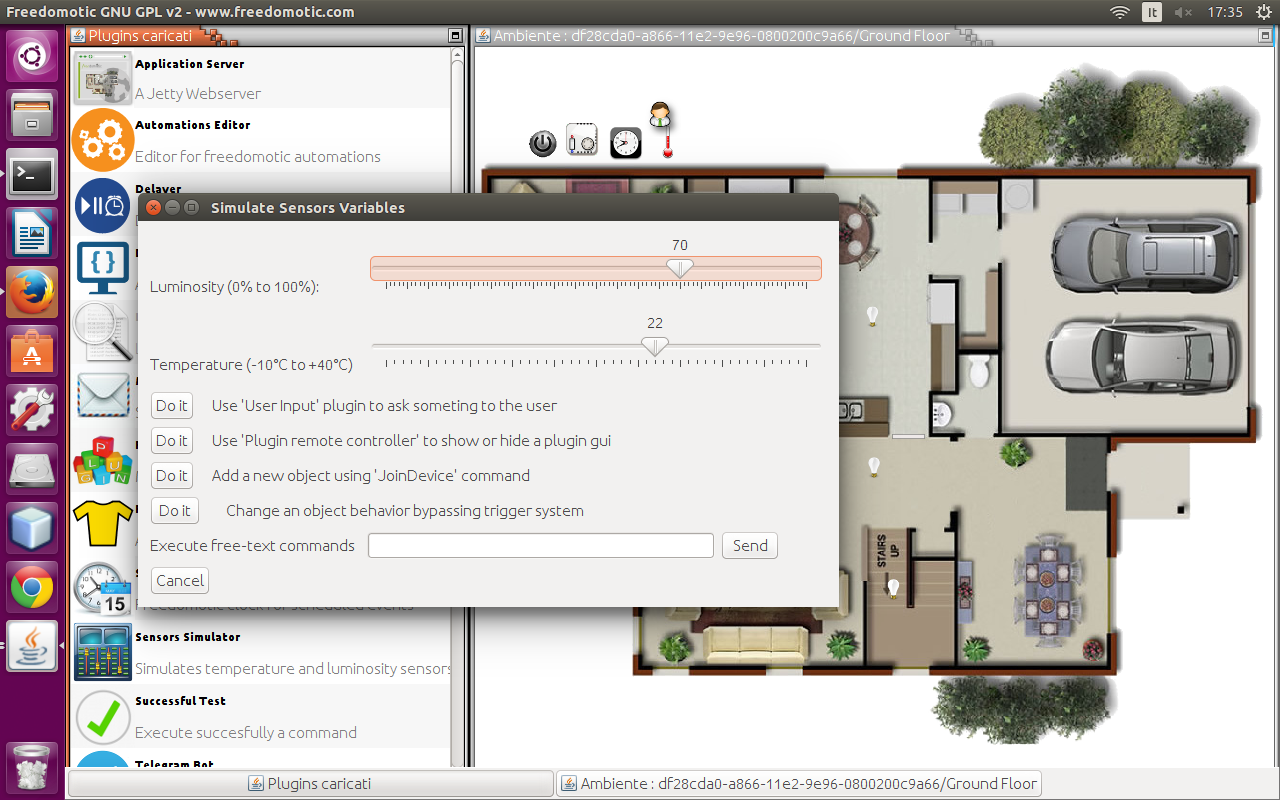 Freedomotic GNU GPL v2 - www.freedomotic.com
It
17:35
Plugins caricati
Application Server
A Jetty Webserver
Automations Editor
Editor for freedomotic automations
Delayer
Sensors Simulator
Simulates temperature and luminosity sensors
Successful Test
Execute succesfully a command
Telegram Bot
Ambiente : df28cda0-a866-11e2-9e96-0800200c9a66/Ground Floor
Simulate Sensors Variables
70
Luminosity (0% to 100%):
22
Temperature (-10°C to +40°C)
Do it Use 'User Input' plugin to ask someting to the user
Do it Use 'Plugin remote controller' to show or hide a plugin gui
Do it Add a new object using 'JoinDevice' command
Do it Change an object behavior bypassing trigger system
Execute free-text commands Send
Cancel
STAIRS
UP
PLUGIN
15
Plugins caricati
Ambiente : df28cda0-a866-11e2-9e96-0800200c9a66/Ground Floor